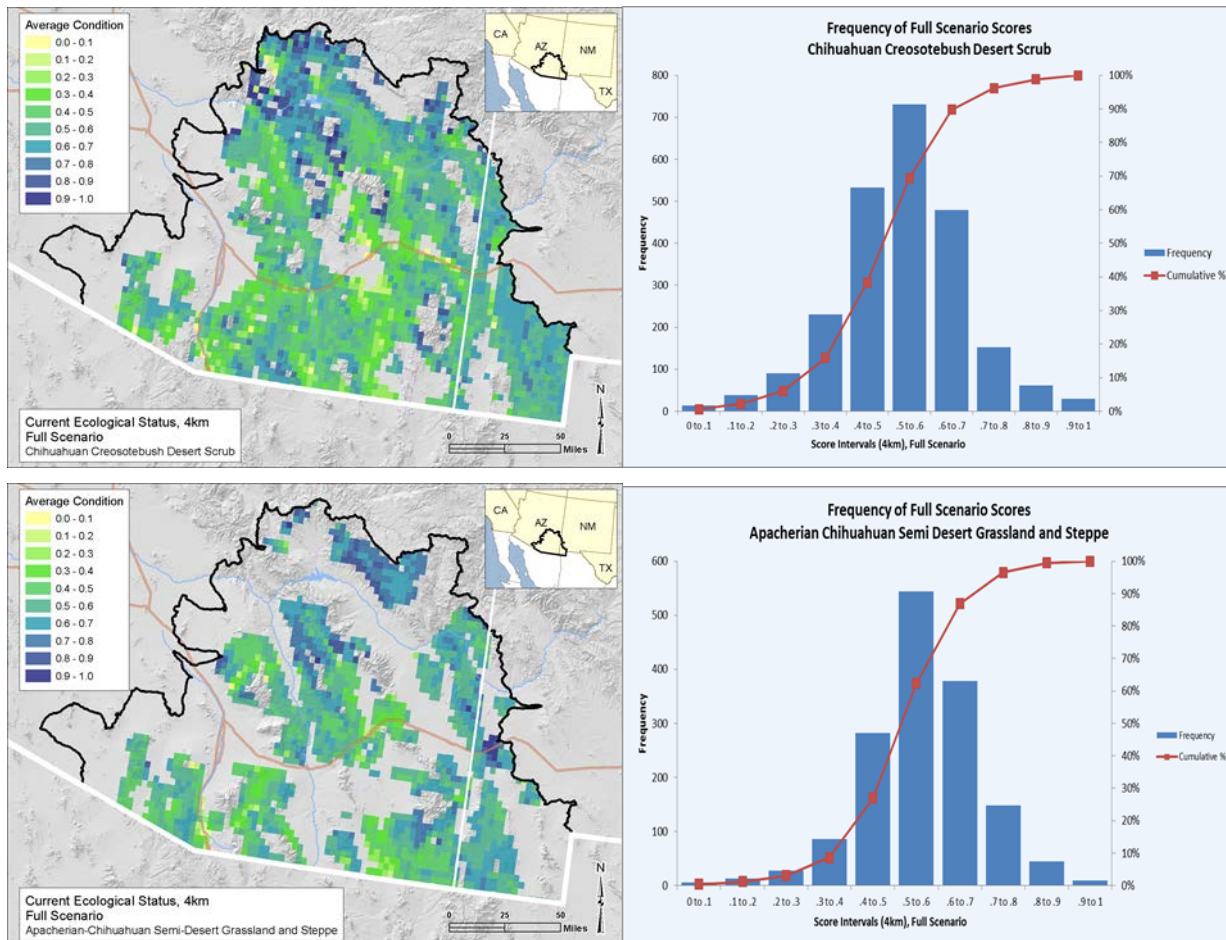 Average Condition
0.0 - 0.1
0.1 - 0.2
0.2 - 0.3
0.3 - 0.4
0.4 - 0.5
0.5 - 0.6
0.6 - 0.7
0.7 - 0.8
0.8 - 0.9
0.9 - 1.0
CA
AZ
NM
TX
N
Current Ecological Status, 4km
Full Scenario
Chihuahuan Creosotebush Desert Scrub
0 25 50
Miles
Frequency of Full Scenario Scores
Chihuahuan Creosotebush Desert Scrub
800
700
600
500
400
300
200
100
0
Frequency
100%
90%
80%
70%
60%
50%
40%
30%
20%
10%
0%
Frequency
Cumulative %
0 to .1 .1 to .2 .2 to .3 .3 to .4 .4 to .5 .5 to .6 .6 to .7 .7 to .8 .8 to .9 .9 to 1
Score Intervals (4km), Full Scenario
Average Condition
0.0 - 0.1
0.1 - 0.2
0.2 - 0.3
0.3 - 0.4
0.4 - 0.5
0.5 - 0.6
0.6 - 0.7
0.7 - 0.8
0.8 - 0.9
0.9 - 1.0
CA
AZ
NM
TX
N
Current Ecological Status, 4km
Full Scenario
Apacherian-Chihuahuan Semi-Desert Grassland and Steppe
0 25 50
Miles
Frequency of Full Scenario Scores
Apacherian Chihuahuan Semi Desert Grassland and Steppe
600
500
400
300
200
100
0
Frequency
100%
90%
80%
70%
60%
50%
40%
30%
20%
10%
0%
Frequency
Cumulative %
0 to .1 .1 to .2 .2 to .3 .3 to .4 .4 to .5 .5 to .6 .6 to .7 .7 to .8 .8 to .9 .9 to 1
Score Intervals (4km), Full Scenario